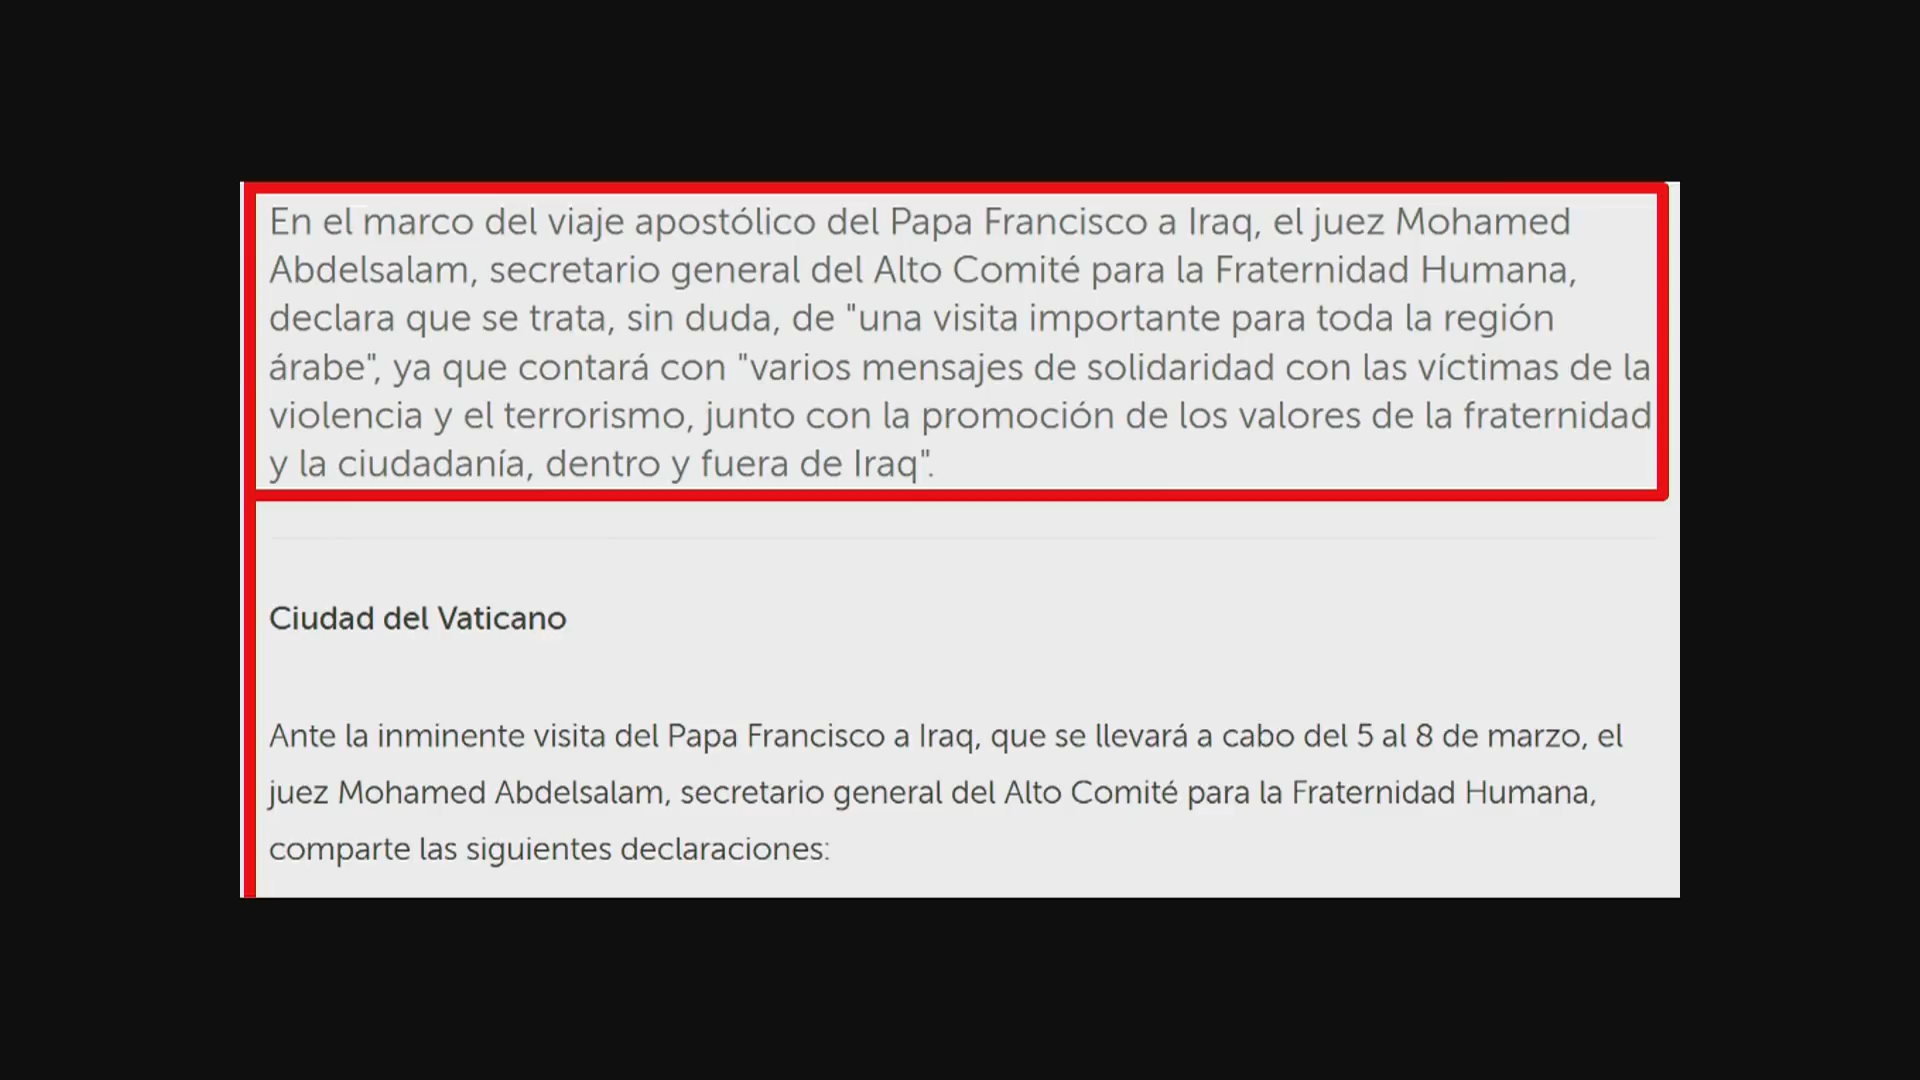 En el marco del viaje apostólico del Papa Francisco a Iraq, el juez Mohamed
Abdelsalam, secretario general del Alto Comité para la Fraternidad Humana,
declara que se trata, sin duda, de "una visita importante para toda la región
árabe", ya que contará con "varios mensajes de solidaridad con las víctimas de la
violencia y el terrorismo, junto con la promoción de los valores de la fraternidad
y la ciudadanía, dentro y fuera de Iraq".
Ciudad del Vaticano
Ante la inminente visita del Papa Francisco a Iraq, que se llevará a cabo del 5 al 8 de marzo, el
juez Mohamed Abdelsalam, secretario general del Alto Comité para la Fraternidad Humana,
comparte las siguientes declaraciones: